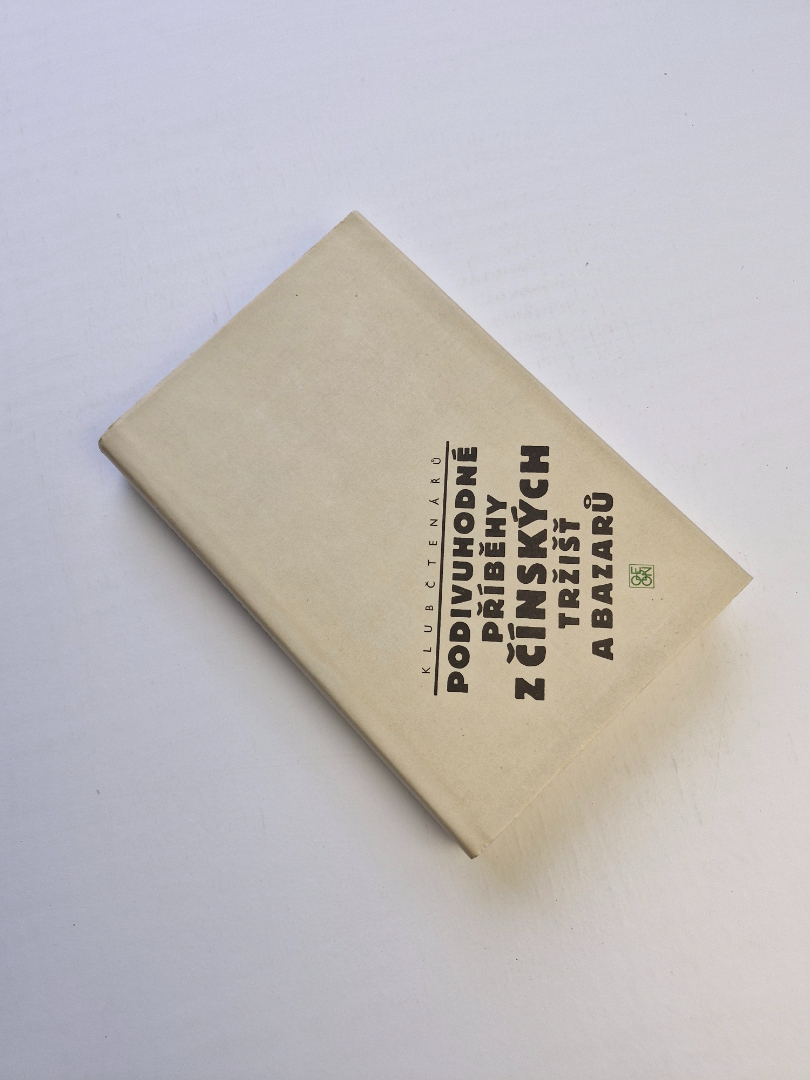 KLUB ČTENÁŘŮ
PODIVUHODNÉ
PŘÍBĚHY
Z ČÍNSKÝCH
TRŽIŠŤ
A BAZARŮ